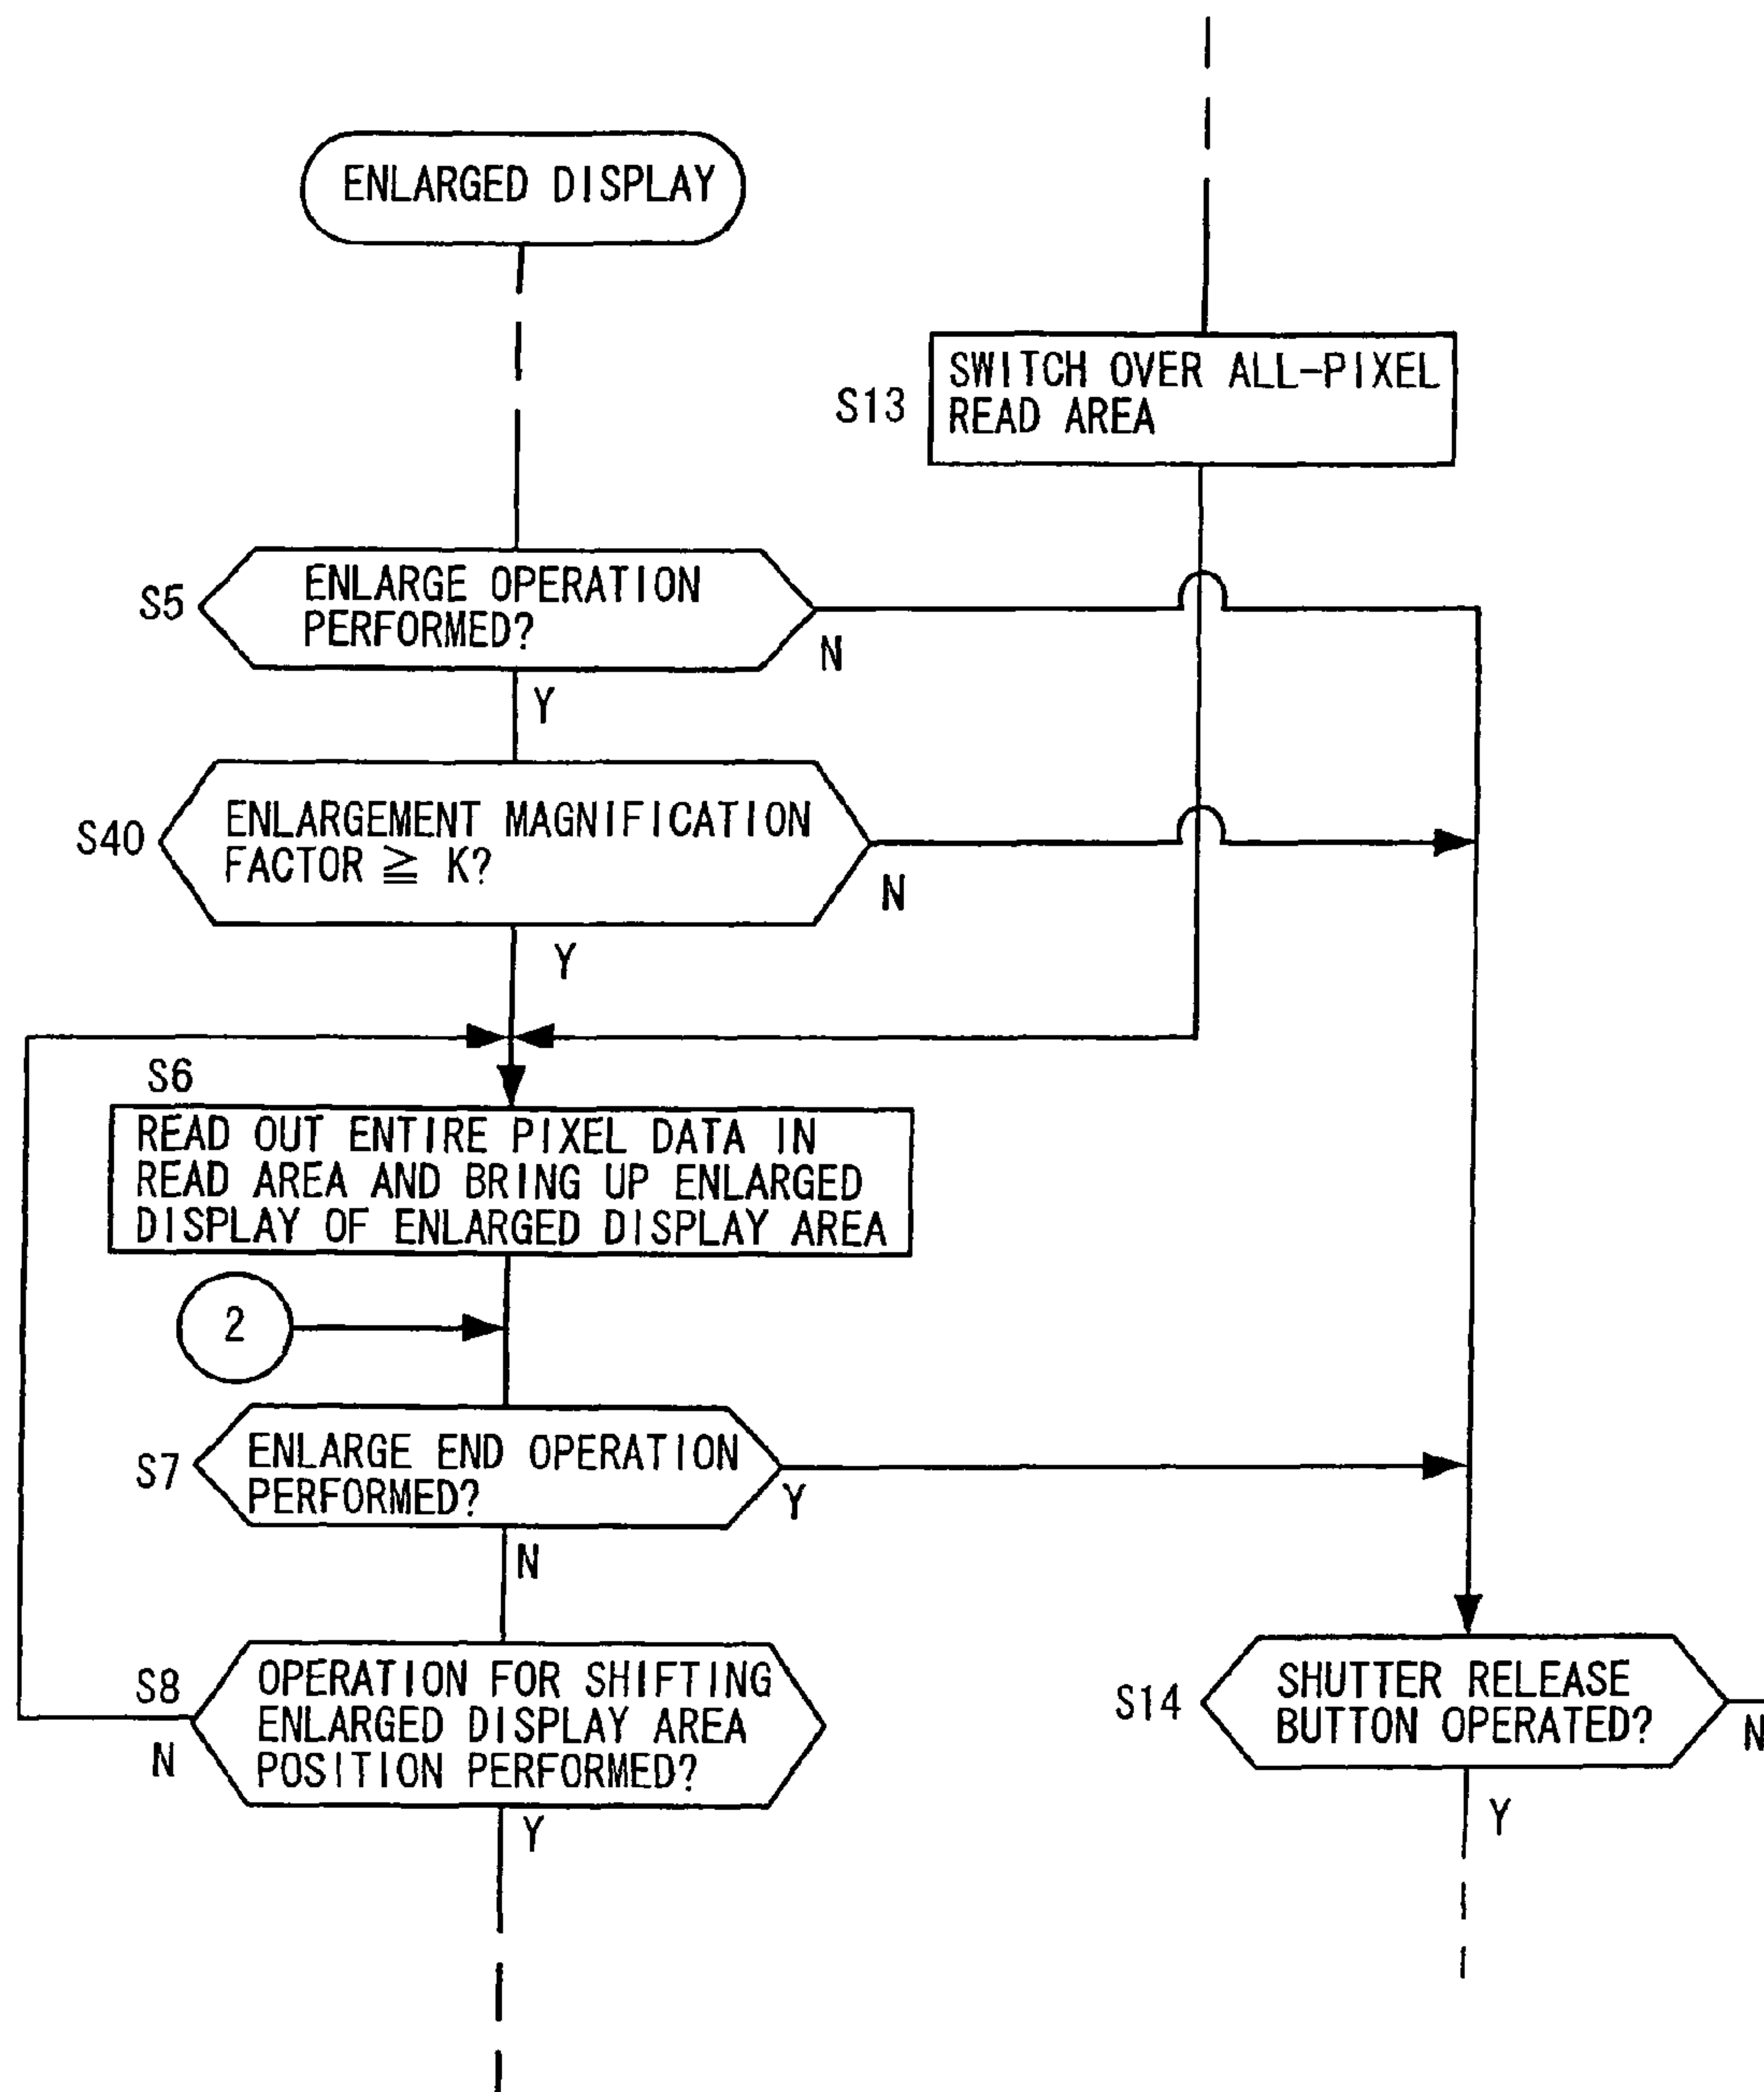 ENLARGED DISPLAY
S13
SWITCH OVER ALL-PIXEL
READ AREA
S5
ENLARGE OPERATION
PERFORMED?
N
Y
S40
ENLARGEMENT MAGNIFICATION
FACTOR ≧ K?
N
Y
S6
READ OUT ENTIRE PIXEL DATA IN
READ AREA AND BRING UP ENLARGED
DISPLAY OF ENLARGED DISPLAY AREA
2
S7
ENLARGE END OPERATION
PERFORMED?
Y
N
S8
OPERATION FOR SHIFTING
ENLARGED DISPLAY AREA
POSITION PERFORMED?
N
Y
S14
SHUTTER RELEASE
BUTTON OPERATED?
N
Y